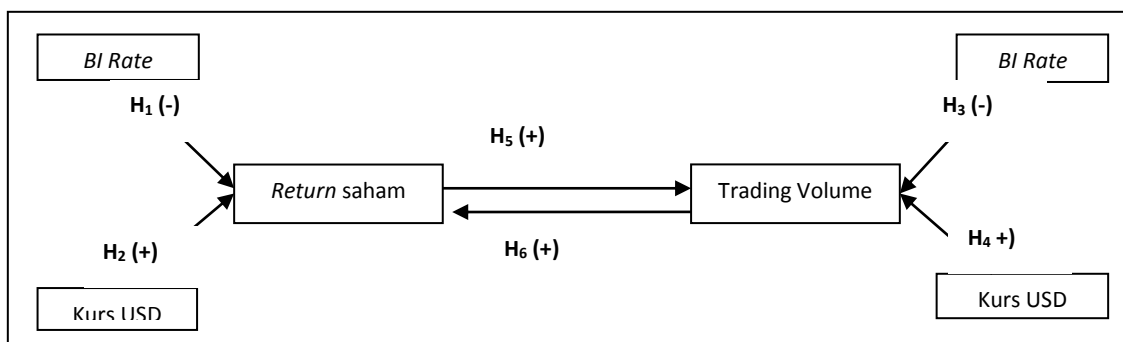 BI Rate
BI Rate
H₁ (-)
H₃ (-)
H₅ (+)
Return saham
Trading Volume
H₂ (+)
H₆ (+)
H₄ +)
Kurs USD
Kurs USD